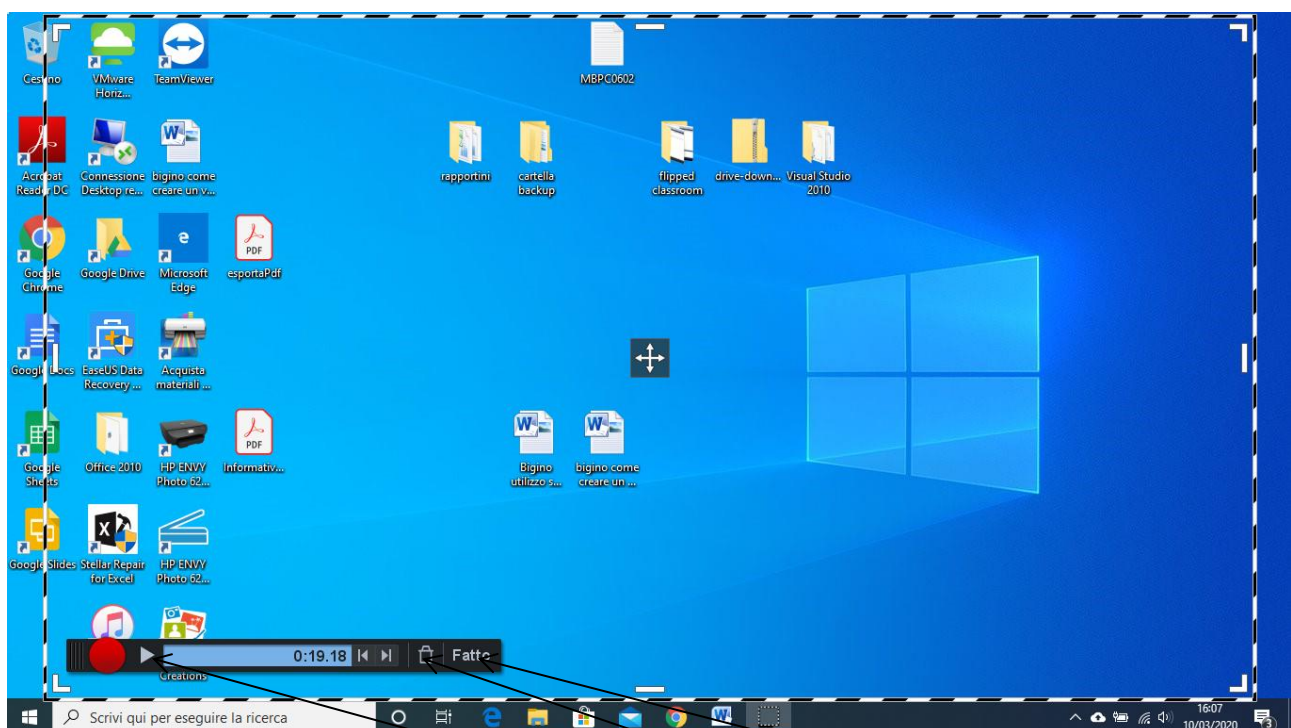 Cestino
VMware
Horiz...
TeamViewer
MBPC0602
Acrobat
Reader DC
Connessione
Desktop re...
bigino come
creare un v...
rapportini
cartella
backup
flipped
classroom
drive-down...
Visual Studio
2010
Google
Chrome
Google Drive
Microsoft
Edge
PDF
esportaPdf
Google Docs
EaseUS Data
Recovery ...
Acquista
materiali ...
Google
Sheets
Office 2010
HP ENVY
Photo 62...
PDF
Informativ...
Bigino
utilizzo s...
bigino come
creare un ...
Google Slides
Stellar Repair
for Excel
HP ENVY
Photo 62...
0:19.18
Fatto
Creations
Scrivi qui per eseguire la ricerca
16:07
10/03/2020
3